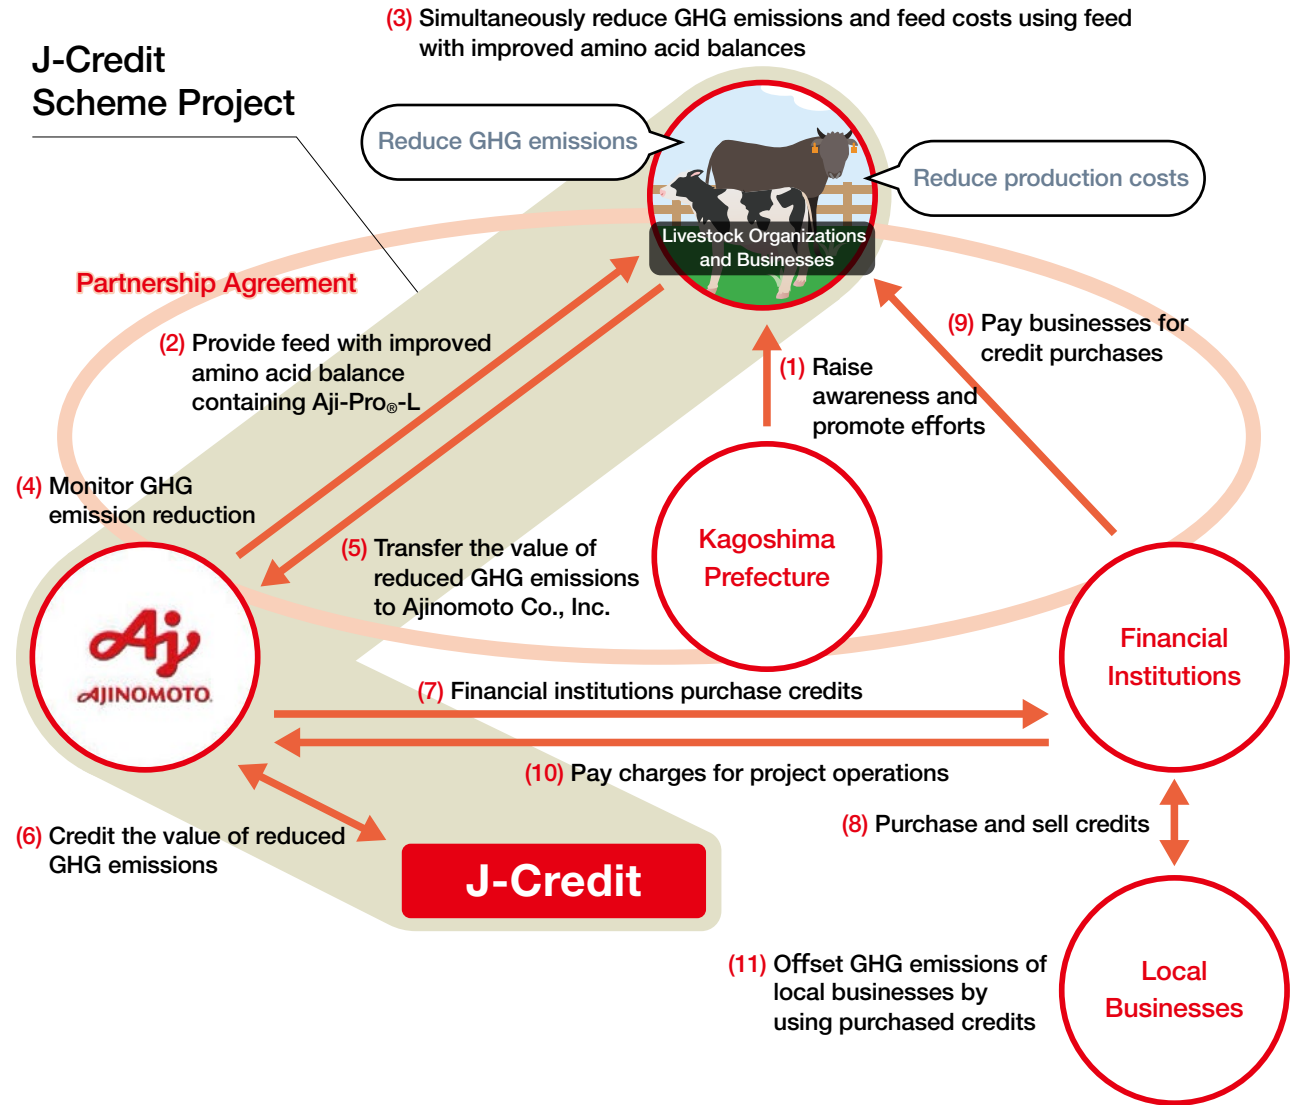 (3) Simultaneously reduce GHG emissions and feed costs using feed
with improved amino acid balances
J-Credit
Scheme Project
Reduce GHG emissions
Reduce production costs
Livestock Organizations
and Businesses
Partnership Agreement
(2) Provide feed with improved
amino acid balance
containing Aji-Pro®-L
(9) Pay businesses for
credit purchases
(1) Raise
awareness and
promote efforts
(4) Monitor GHG
emission reduction
(5) Transfer the value of
reduced GHG emissions
to Ajinomoto Co., Inc.
Kagoshima
Prefecture
Aj
AJINOMOTO.
Financial
Institutions
(7) Financial institutions purchase credits
(10) Pay charges for project operations
(6) Credit the value of reduced
GHG emissions
(8) Purchase and sell credits
J-Credit
(11) Offset GHG emissions of
local businesses by
using purchased credits
Local
Businesses